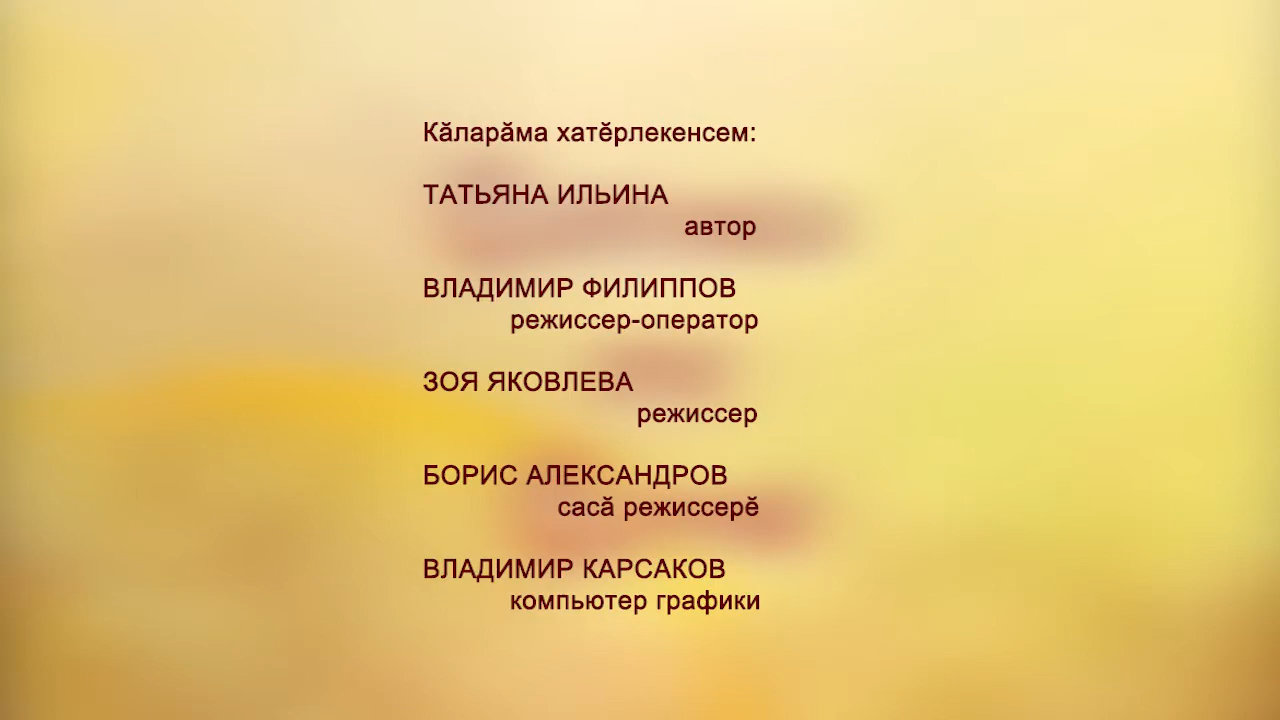 Кӑларӑма хатӗрлекенсем:
ТАТЬЯНА ИЛЬИНА
автор
ВЛАДИМИР ФИЛИППОВ
режиссер-оператор
ЗОЯ ЯКОВЛЕВА
режиссер
БОРИС АЛЕКСАНДРОВ
сасӑ режиссерӗ
ВЛАДИМИР КАРСАКОВ
компьютер графики